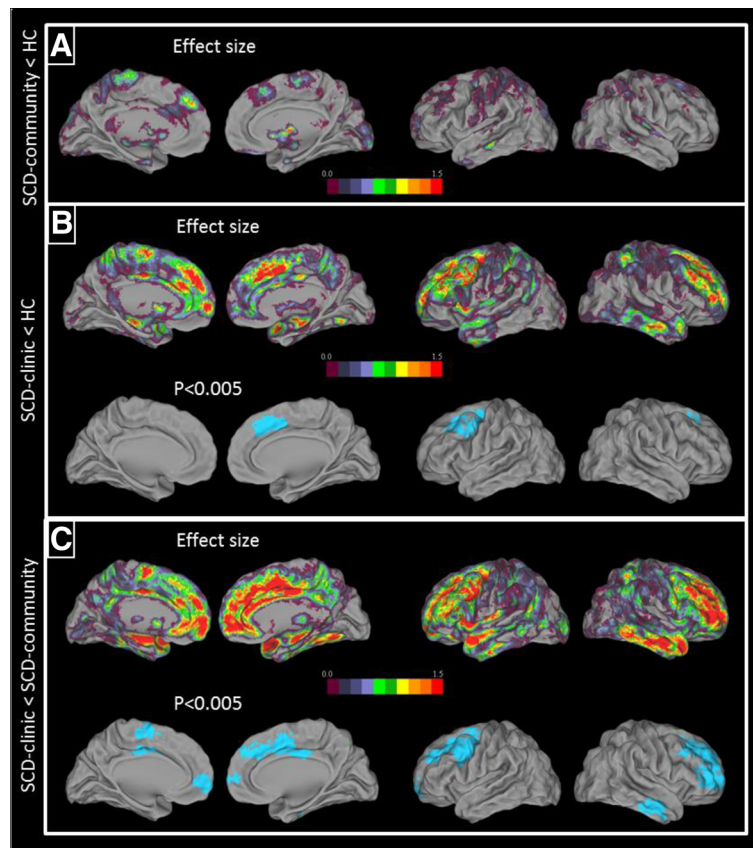 A
SCD-community < HC
Effect size
0.0 1.5
B
SCD-clinic < HC
Effect size
0.0 1.5
P<0.005
C
SCD-clinic < SCD-community
Effect size
0.0 1.5
P<0.005